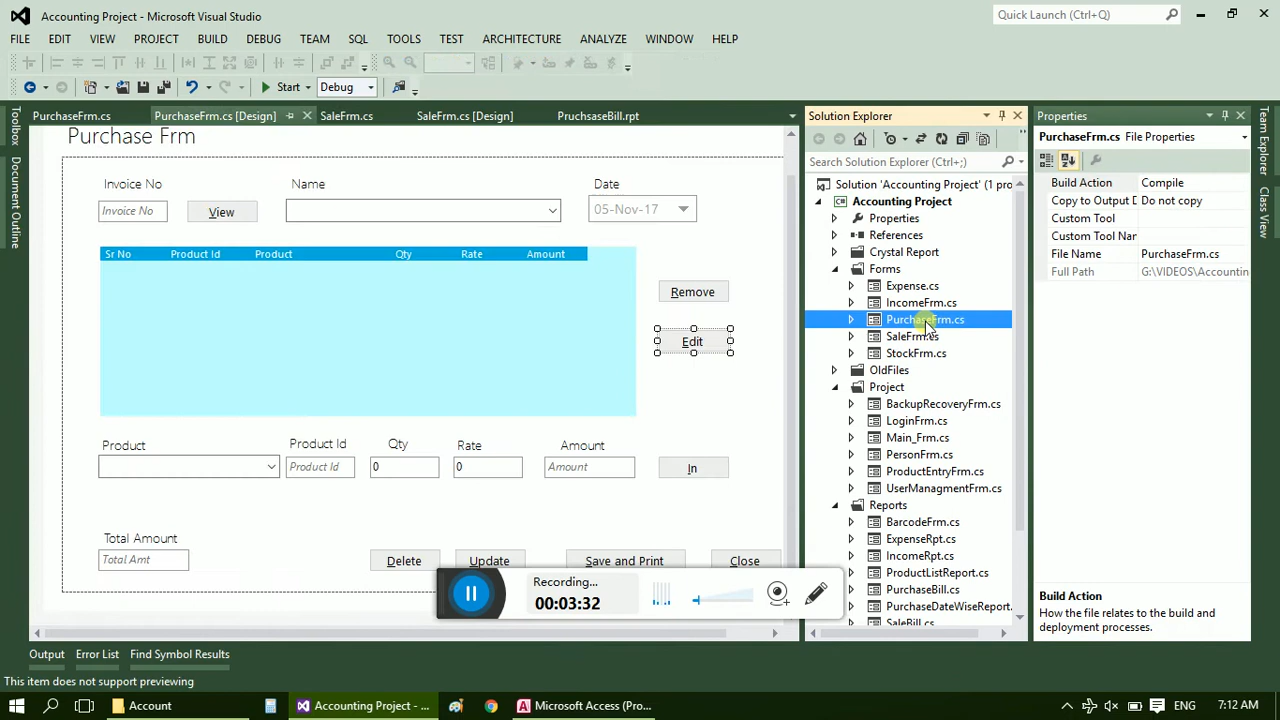 Accounting Project - Microsoft Visual Studio
Quick Launch (Ctrl+Q)
FILE EDIT VIEW PROJECT BUILD DEBUG TEAM SQL TOOLS TEST ARCHITECTURE ANALYZE WINDOW HELP
Start Debug
PurchaseFrm.cs PurchaseFrm.cs [Design] SaleFrm.cs SaleFrm.cs [Design] PruchseBill.rpt
Toolbox
Document Outline
Purchase Frm
Invoice No Name Date
Invoice No View 05-Nov-17
Sr No Product Id Product Qty Rate Amount
Remove
Edit
Product Product Id Qty Rate Amount
Product Id 0 0 Amount In
Total Amount
Total Amt Delete Update Save and Print Close
Recording...
00:03:32
Solution Explorer
Search Solution Explorer (Ctrl+;)
Solution 'Accounting Project' (1 pro
Accounting Project
Properties
References
Crystal Report
Forms
Expense.cs
IncomeFrm.cs
PurchaseFrm.cs
SaleFrm.cs
StockFrm.cs
OldFiles
Project
BackupRecoveryFrm.cs
LoginFrm.cs
Main_Frm.cs
PersonFrm.cs
ProductEntryFrm.cs
UserManagmentFrm.cs
Reports
BarcodeFrm.cs
ExpenseRpt.cs
IncomeRpt.cs
ProductListReport.cs
PurchaseBill.cs
PurchaseDateWiseReport.
SaleBill.cs
Properties
PurchaseFrm.cs File Properties
Build Action Compile
Copy to Output D Do not copy
Custom Tool
Custom Tool Nar
File Name PurchaseFrm.cs
Full Path G:\VIDEOS\Accountin
Build Action
How the file relates to the build and
deployment processes.
Team Explorer
Class View
Output Error List Find Symbol Results
This item does not support previewing
Account Accounting Project - ... Microsoft Access (Pro... ENG 7:12 AM